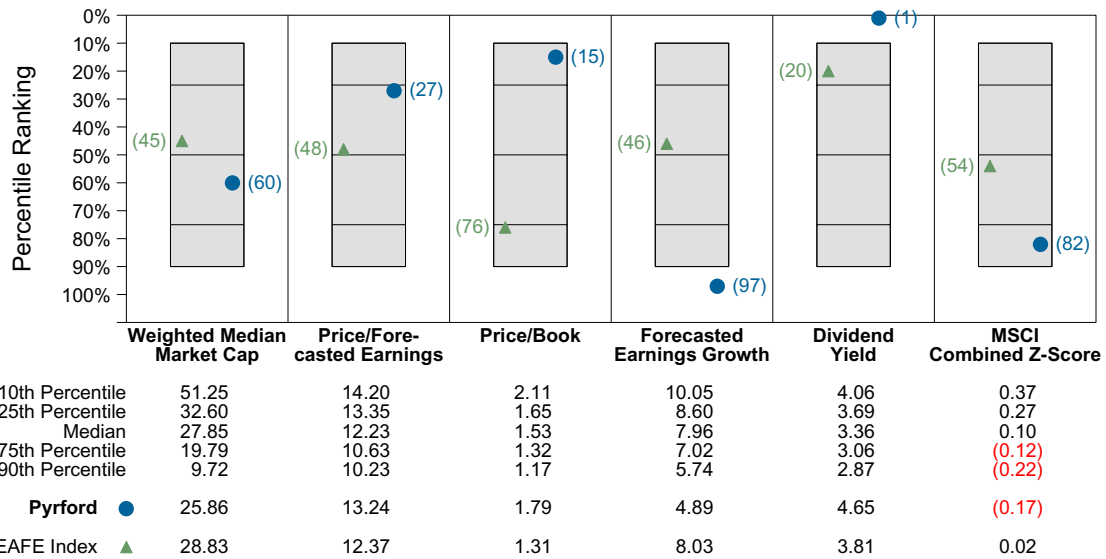 0%
10%
20%
30%
40%
50%
60%
70%
80%
90%
100%
Percentile Ranking
(45)
(60)
(48)
(27)
(76)
(15)
(46)
(97)
(20)
(1)
(54)
(82)
Weighted Median
Market Cap
Price/Fore-
casted Earnings
Price/Book
Forecasted
Earnings Growth
Dividend
Yield
MSCI
Combined Z-Score
10th Percentile 51.25 14.20 2.11 10.05 4.06 0.37
25th Percentile 32.60 13.35 1.65 8.60 3.69 0.27
Median 27.85 12.23 1.53 7.96 3.36 0.10
75th Percentile 19.79 10.63 1.32 7.02 3.06 (0.12)
90th Percentile 9.72 10.23 1.17 5.74 2.87 (0.22)
Pyrford 25.86 13.24 1.79 4.89 4.65 (0.17)
EAFE Index 28.83 12.37 1.31 8.03 3.81 0.02